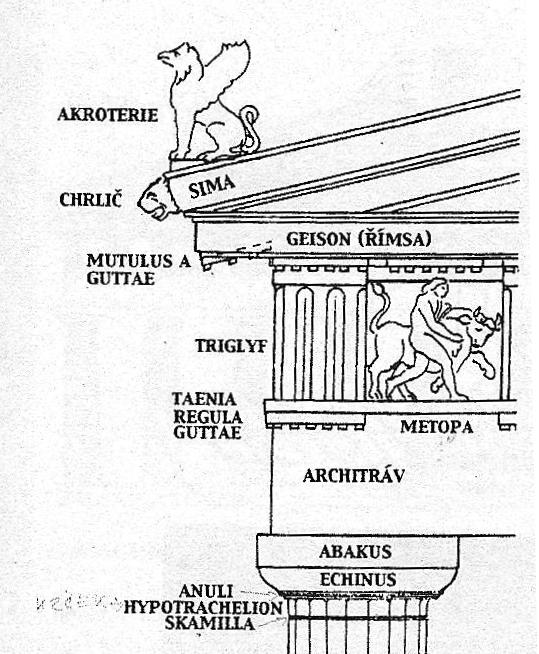 AKROTERIE
CHRLIČ
SIMA
GEISON (ŘÍMSA)
MUTULUS A
GUTTAE
TRIGLYF
TAENIA
REGULA
GUTTAE
METOPA
ARCHITRÁV
ABAKUS
ECHINUS
ANULI
HYPOTRACHELION
SKAMILLA